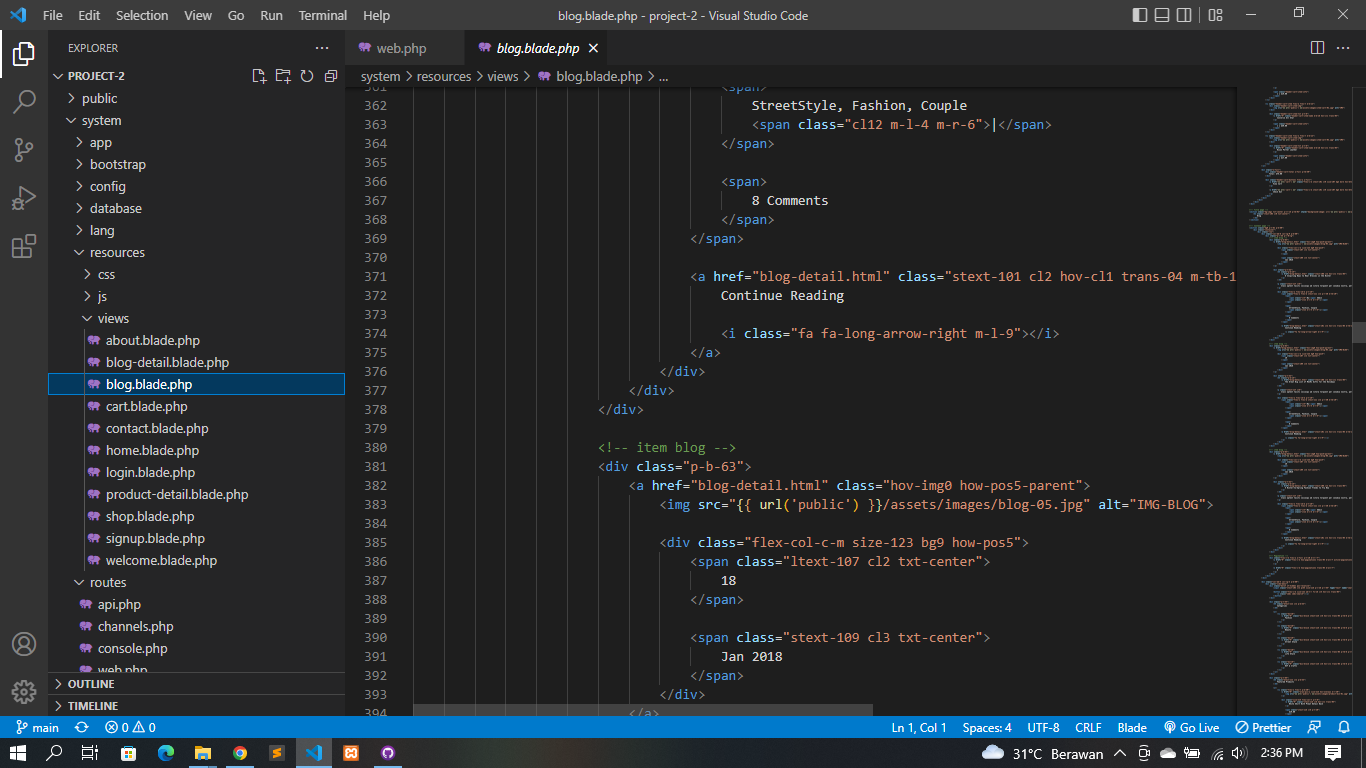 File Edit Selection View Go Run Terminal Help
blog.blade.php - project-2 - Visual Studio Code
EXPLORER
PROJECT-2
public
system
app
bootstrap
config
database
lang
resources
css
js
views
about.blade.php
blog-detail.blade.php
blog.blade.php
cart.blade.php
contact.blade.php
home.blade.php
login.blade.php
product-detail.blade.php
shop.blade.php
signup.blade.php
welcome.blade.php
routes
api.php
channels.php
console.php
web.php
OUTLINE
TIMELINE
web.php
blog.blade.php
system > resources > views > blog.blade.php > ...
361 <span>
362 StreetStyle, Fashion, Couple
363 <span class="cl12 m-l-4 m-r-6">|</span>
364 </span>
365
366 <span>
367 8 Comments
368 </span>
369 </span>
370
371 <a href="blog-detail.html" class="stext-101 cl2 hov-cl1 trans-04 m-tb-1
372 Continue Reading
373
374 <i class="fa fa-long-arrow-right m-l-9"></i>
375 </a>
376 </div>
377 </div>
378 </div>
379
380 <!-- item blog -->
381 <div class="p-b-63">
382 <a href="blog-detail.html" class="hov-img0 how-pos5-parent">
383 <img src="{{ url('public') }}/assets/images/blog-05.jpg" alt="IMG-BLOG">
384
385 <div class="flex-col-c-m size-123 bg9 how-pos5">
386 <span class="ltext-107 cl2 txt-center">
387 18
388 </span>
389
390 <span class="stext-109 cl3 txt-center">
391 Jan 2018
392 </span>
393 </div>
394 </a>
main 0 0 Ln 1, Col 1 Spaces: 4 UTF-8 CRLF Blade Go Live Prettier
31°C Berawan 2:36 PM